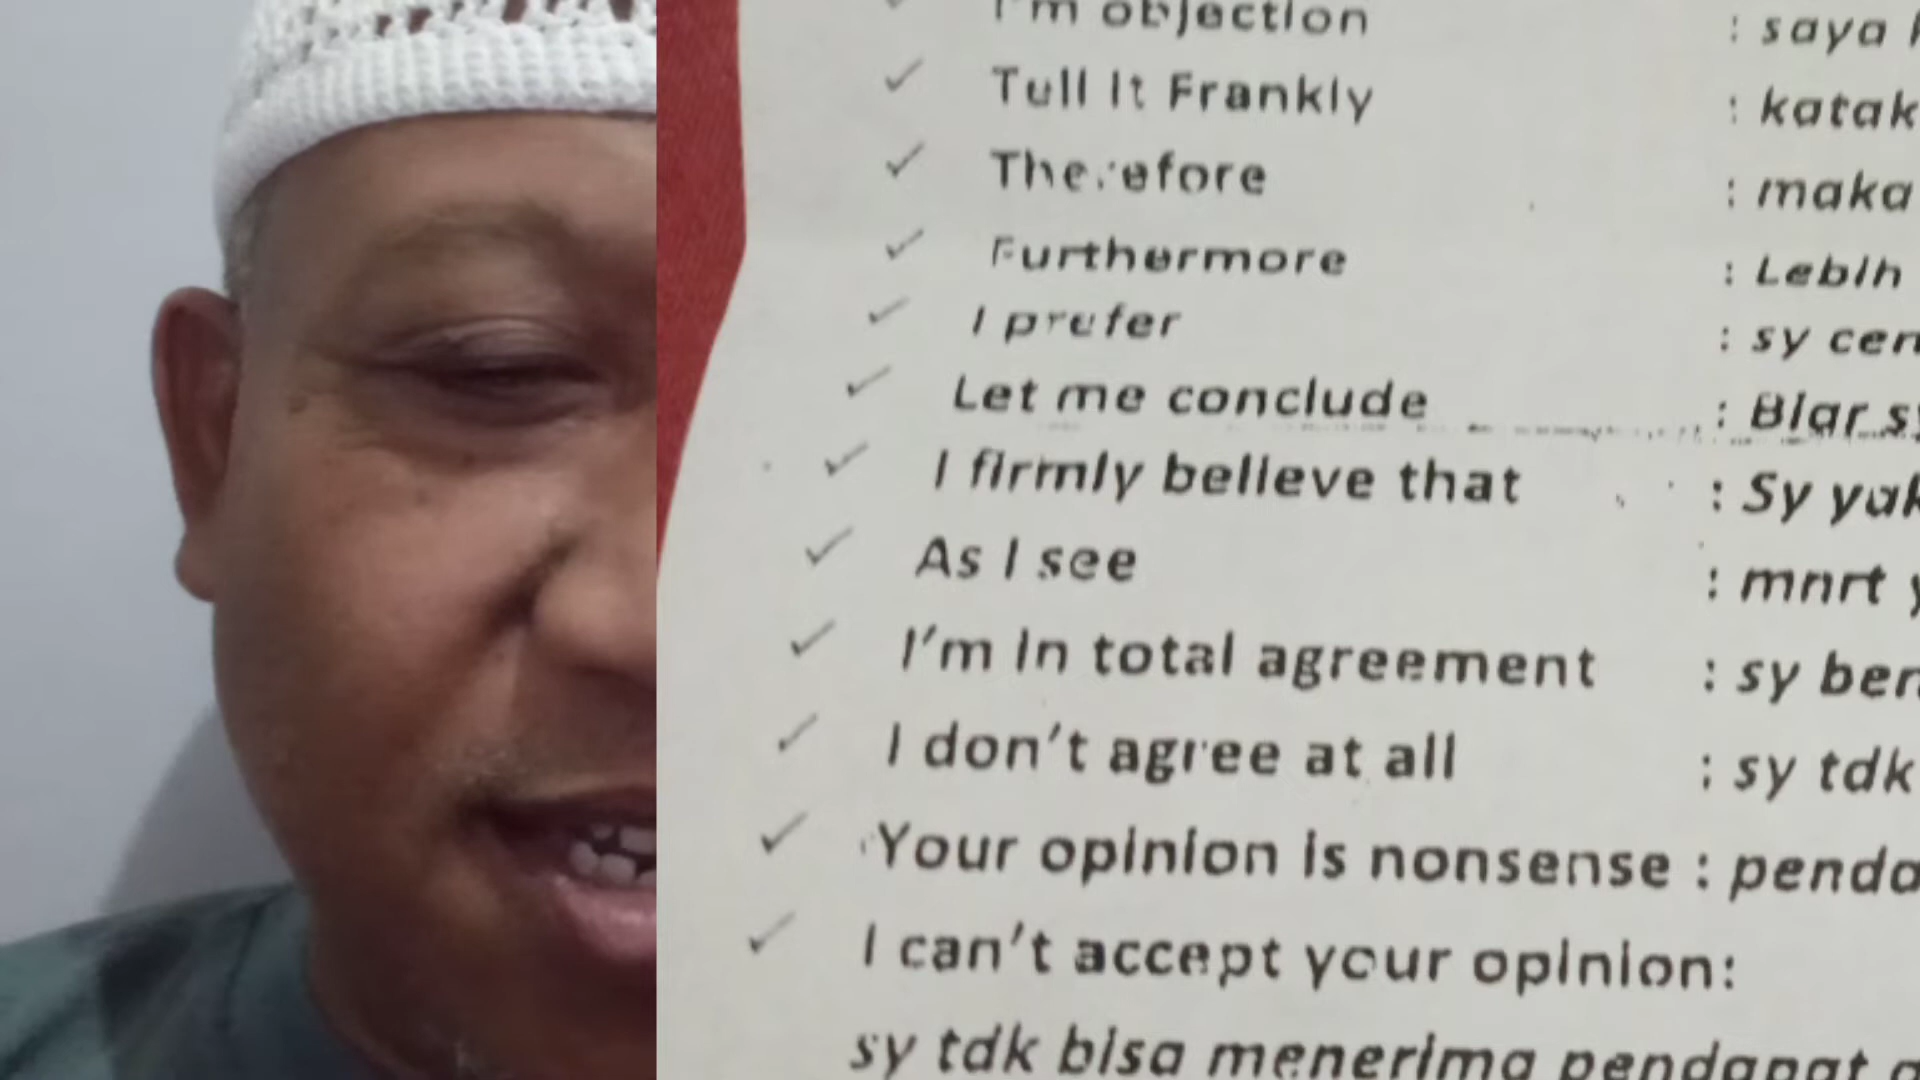 I'm objection : saya
Tell It Frankly : katak
Therefore : maka
Furthermore : Lebih
I prefer : sy cen
Let me conclude : Biar sy
I firmly believe that : Sy yak
As I see : mnrt y
I'm in total agreement : sy ben
I don't agree at all : sy tdk
Your opinion is nonsense : penda
I can't accept your opinion:
sy tdk bisa menerima pendapat